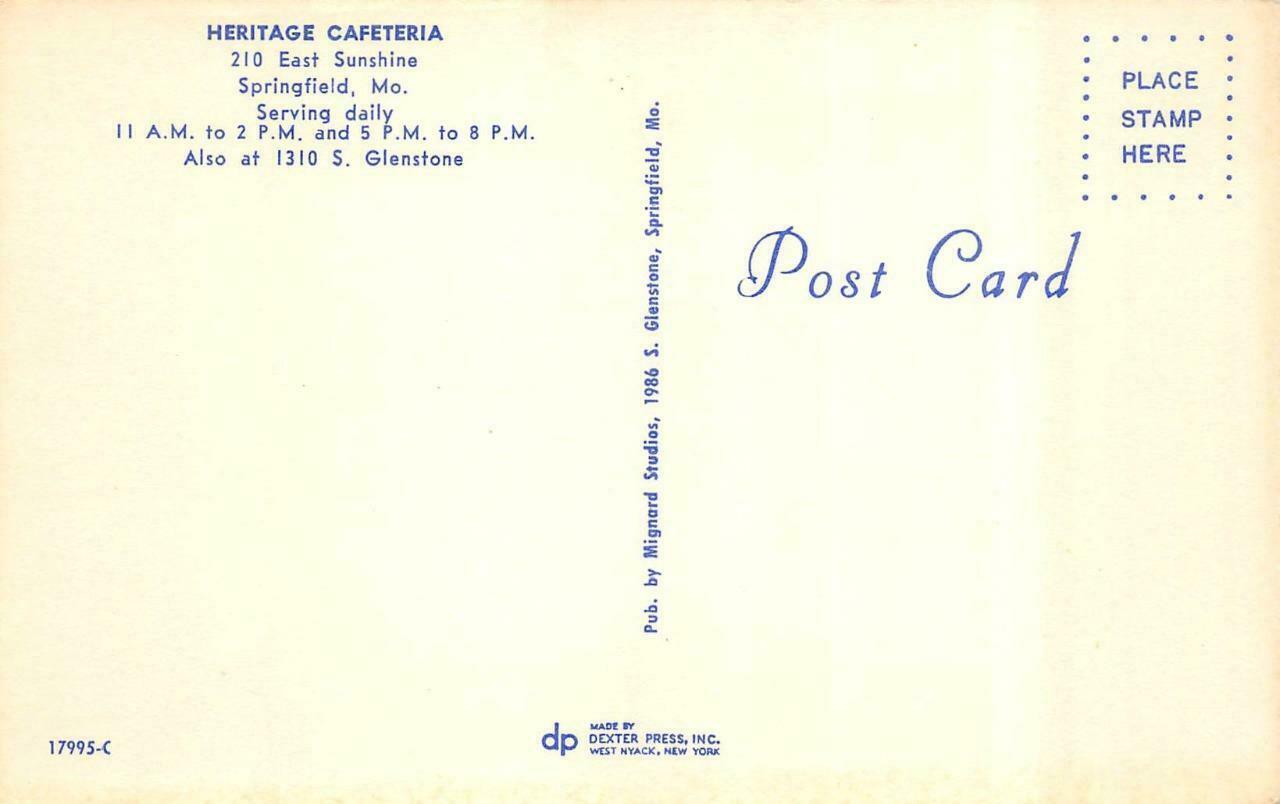 HERITAGE CAFETERIA
210 East Sunshine
Springfield, Mo.
Serving daily
11 A.M. to 2 P.M. and 5 P.M. to 8 P.M.
Also at 1310 S. Glenstone
Pub. by Mignard Studios, 1986 S. Glenstone, Springfield, Mo.
PLACE
STAMP
HERE
Post Card
17995-C
dp
MADE BY
DEXTER PRESS, INC.
WEST NYACK, NEW YORK